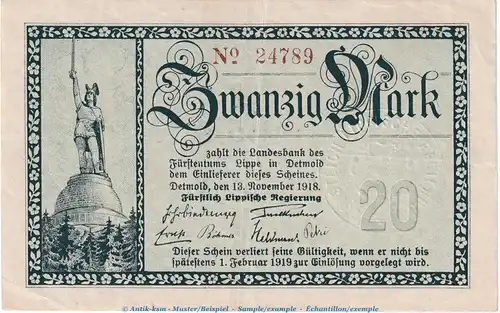 No 24789
Zwanzig Mark
zahlt die Landesbank des
Fürstentums Lippe in Detmold
dem Einlieferer dieses Scheines.
Detmold, den 13. November 1918.
Fürstlich Lippische Regierung
20
Dieser Schein verliert seine Gültigkeit, wenn er nicht bis
spätestens 1. Februar 1919 zur Einlösung vorgelegt wird.
© Antik-ksm - Muster/Beispiel - Sample/exemple - Échantillon/exemple